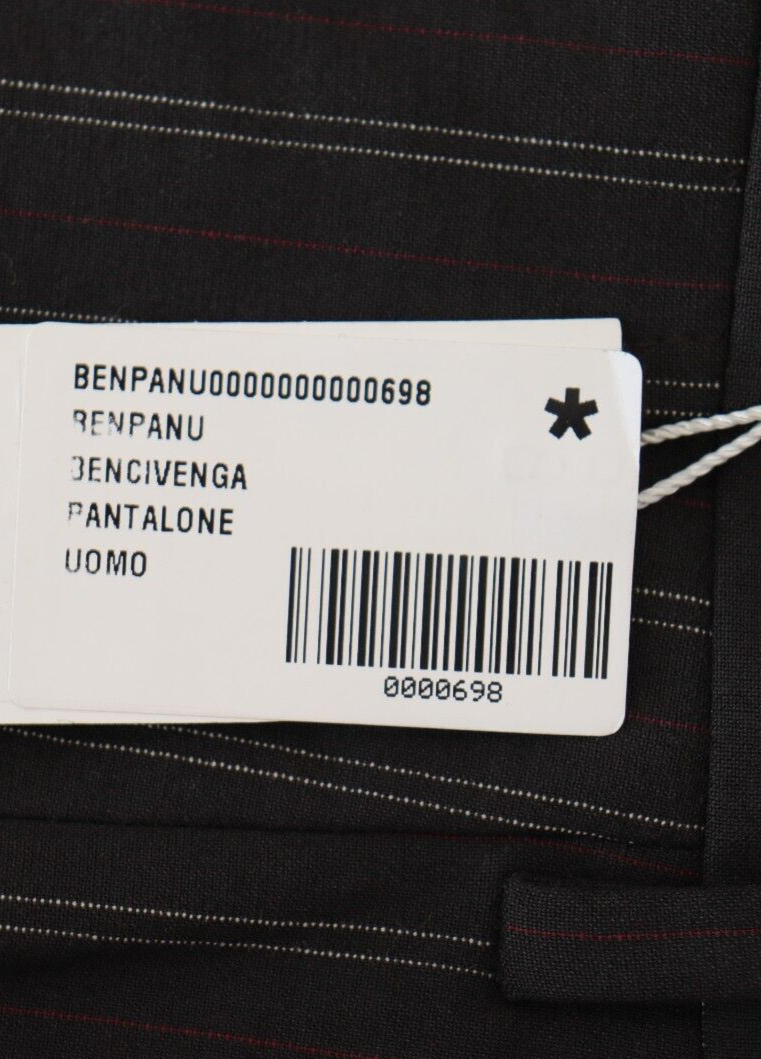 BENPANU0000000000698
BENPANU
BENCIVENGA
PANTALONE
UOMO
*
0000698